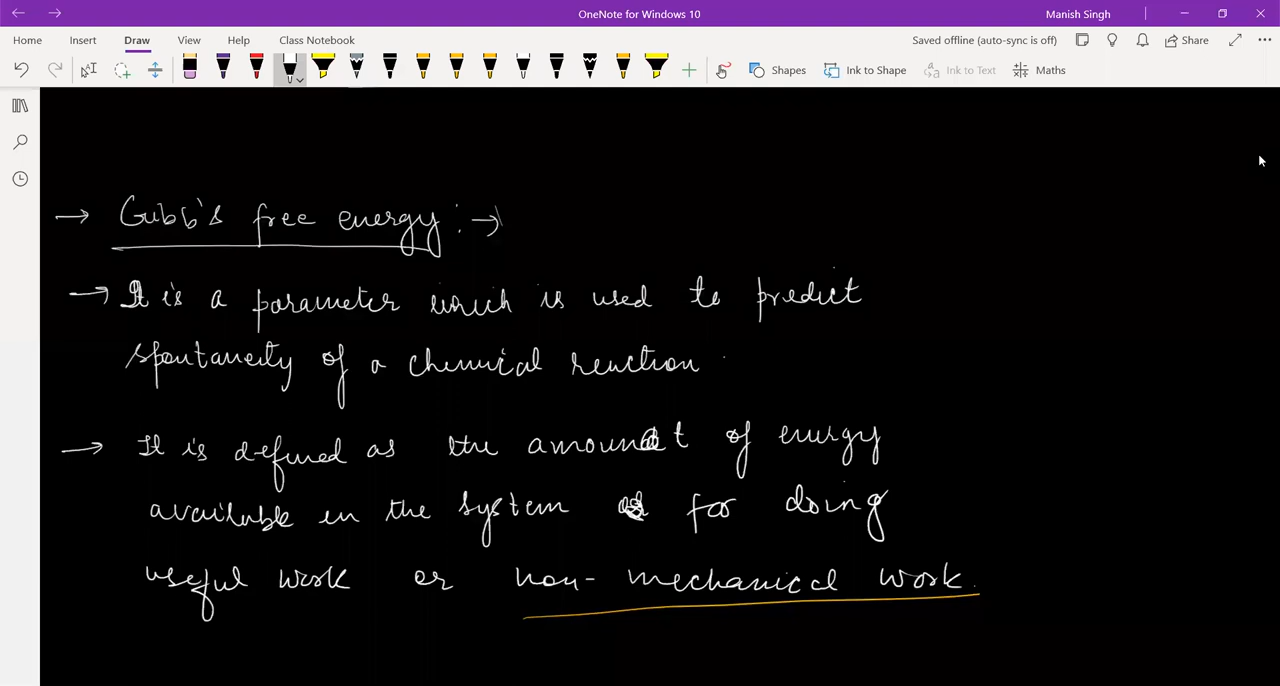 OneNote for Windows 10
Manish Singh
Home Insert Draw View Help Class Notebook
Saved offline (auto-sync is off) Share
Shapes Ink to Shape Ink to Text Maths
→ Gibb's free energy :→
→ It is a parameter which is used to predict
spontaneity of a chemical reaction
→ It is defined as the amount of energy
available in the system for doing
useful work or non-mechanical work.